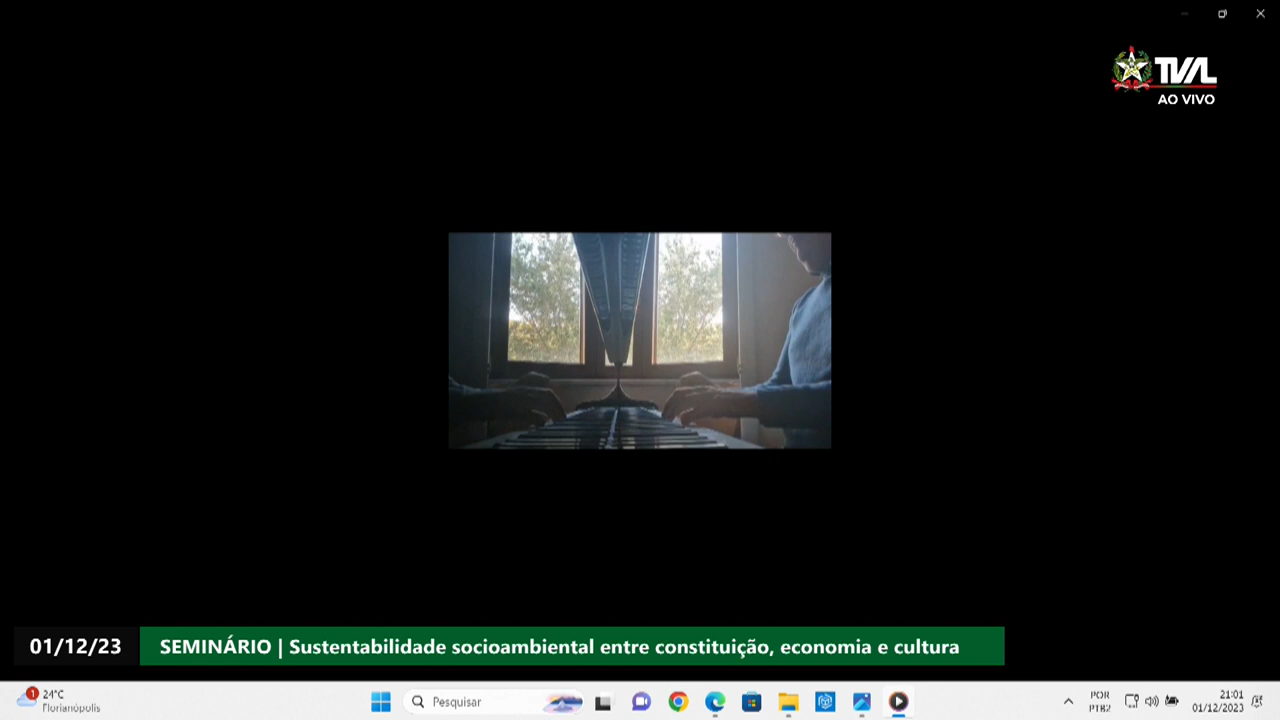 TVAL
AO VIVO
01/12/23
SEMINÁRIO | Sustentabilidade socioambiental entre constituição, economia e cultura
1
24°C
Florianópolis
Pesquisar
POR
PTB2
21:01
01/12/2023